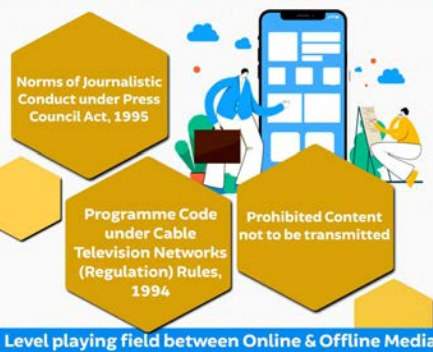 Norms of Journalistic
Conduct under Press
Council Act, 1995
Programme Code
under Cable
Television Networks
(Regulation) Rules,
1994
Prohibited Content
not to be transmitted
Level playing field between Online & Offline Media